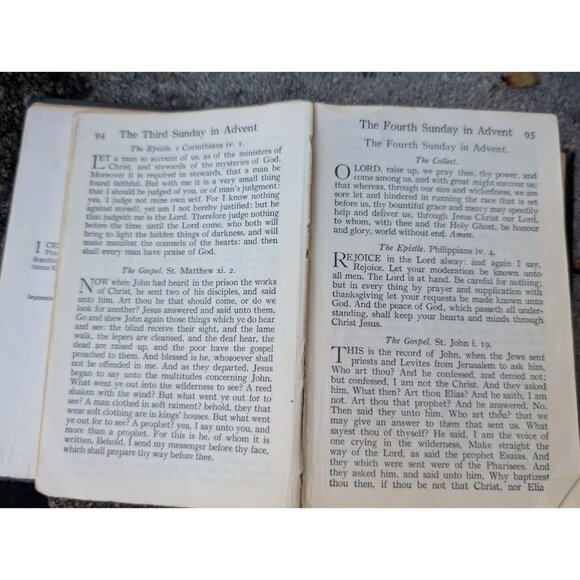 94 The Third Sunday in Advent
The Epistle. 1 Corinthians iv. 1.
LET a man so account of us, as of the ministers of
Christ, and stewards of the mysteries of God.
Moreover it is required in stewards, that a man be
found faithful. But with me it is a very small thing
that I should be judged of you, or of man's judgment:
yea, I judge not mine own self. For I know nothing
against myself; yet am I not hereby justified: but he
that judgeth me is the Lord. Therefore judge nothing
before the time, until the Lord come, who both will
bring to light the hidden things of darkness, and will
make manifest the counsels of the hearts: and then
shall every man have praise of God.
The Gospel. St. Matthew xi. 2.
NOW when John had heard in the prison the works
of Christ, he sent two of his disciples, and said
unto him, Art thou he that should come, or do we
look for another? Jesus answered and said unto them,
Go and shew John again those things which ye do hear
and see: the blind receive their sight, and the lame
walk, the lepers are cleansed, and the deaf hear, the
dead are raised up, and the poor have the gospel
preached to them. And blessed is he, whosoever shall
not be offended in me. And as they departed, Jesus
began to say unto the multitudes concerning John,
What went ye out into the wilderness to see? A reed
shaken with the wind? But what went ye out for to
see? A man clothed in soft raiment? behold, they that
wear soft clothing are in kings' houses. But what went
ye out for to see? A prophet? yea, I say unto you, and
more than a prophet. For this is he, of whom it is
written, Behold, I send my messenger before thy face,
which shall prepare thy way before thee.
The Fourth Sunday in Advent 95
The Fourth Sunday in Advent.
The Collect.
O LORD, raise up, we pray thee, thy power, and
come among us, and with great might succour us;
that whereas, through our sins and wickedness, we are
sore let and hindered in running the race that is set
before us, thy bountiful grace and mercy may speedily
help and deliver us; through Jesus Christ our Lord,
to whom, with thee and the Holy Ghost, be honour
and glory, world without end. Amen.
The Epistle. Philippians iv. 4.
REJOICE in the Lord alway: and again I say,
Rejoice. Let your moderation be known unto
all men. The Lord is at hand. Be careful for nothing;
but in every thing by prayer and supplication with
thanksgiving let your requests be made known unto
God. And the peace of God, which passeth all under-
standing, shall keep your hearts and minds through
Christ Jesus.
The Gospel. St. John i. 19.
THIS is the record of John, when the Jews sent
priests and Levites from Jerusalem to ask him,
Who art thou? And he confessed, and denied not;
but confessed, I am not the Christ. And they asked
him, What then? Art thou Elias? And he saith, I am
not. Art thou that prophet? And he answered, No.
Then said they unto him, Who art thou? that we
may give an answer to them that sent us. What
sayest thou of thyself? He said, I am the voice of
one crying in the wilderness, Make straight the
way of the Lord, as said the prophet Esaias. And
they which were sent were of the Pharisees. And
they asked him, and said unto him, Why baptizest
thou then, if thou be not that Christ, nor Elia